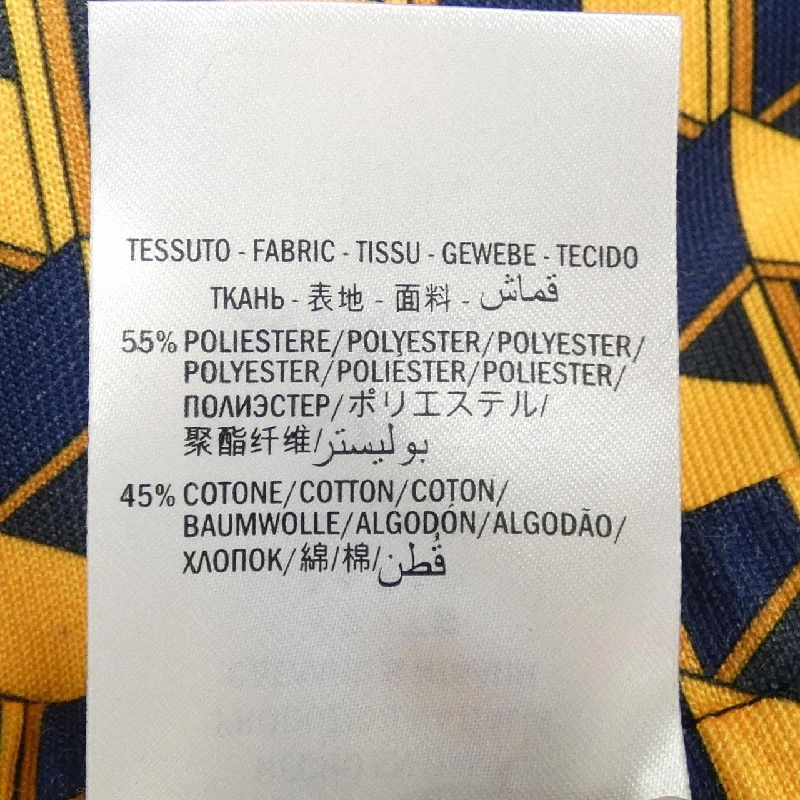 TESSUTO - FABRIC - TISSU - GEWEBE - TECIDO
ТКАНЬ - 表地 - 面料 - قماش
55% POLIESTERE/POLYESTER/POLYESTER/
POLYESTER/POLIÉSTER/POLIESTER/
ПОЛИЭСТЕР/ポリエステル/
聚酯纤维/بوليستر
45% COTONE/COTTON/COTON/
BAUMWOLLE/ALGODÓN/ALGODÃO/
ХЛОПОК/綿/棉/قُطن